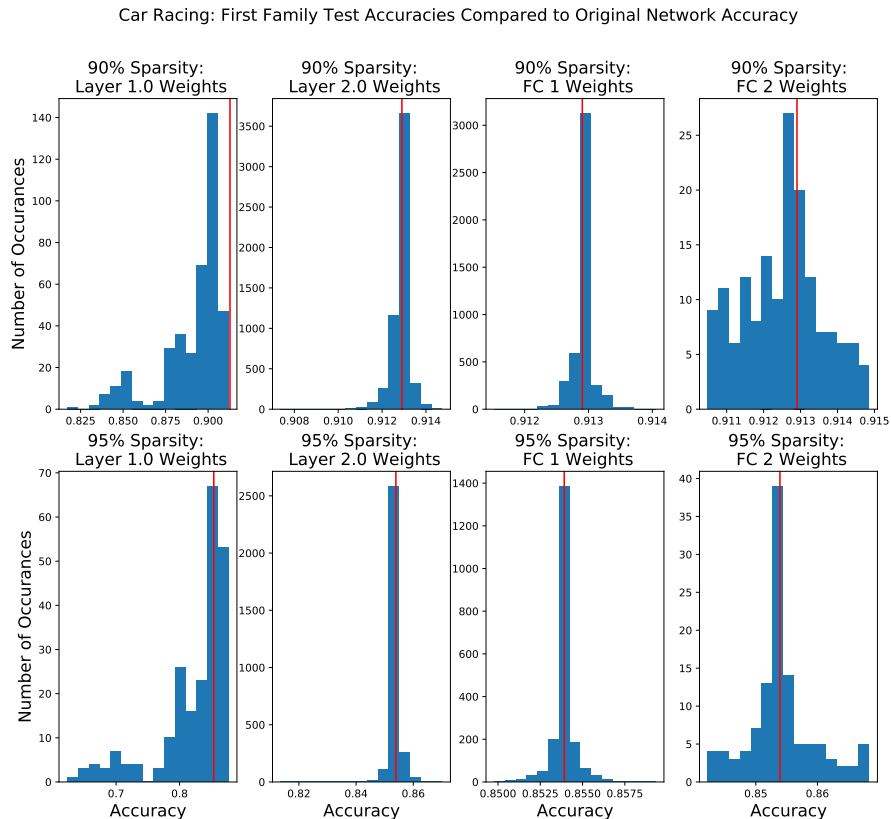 Car Racing: First Family Test Accuracies Compared to Original Network Accuracy
90% Sparsity:
Layer 1.0 Weights
90% Sparsity:
Layer 2.0 Weights
90% Sparsity:
FC 1 Weights
90% Sparsity:
FC 2 Weights
Number of Occurances
140
120
100
80
60
40
20
0
0.825 0.850 0.875 0.900
3500
3000
2500
2000
1500
1000
500
0
0.908 0.910 0.912 0.914
3000
2500
2000
1500
1000
500
0
0.912 0.913 0.914
25
20
15
10
5
0
0.911 0.912 0.913 0.914 0.915
95% Sparsity:
Layer 1.0 Weights
95% Sparsity:
Layer 2.0 Weights
95% Sparsity:
FC 1 Weights
95% Sparsity:
FC 2 Weights
Number of Occurances
70
60
50
40
30
20
10
0
0.7 0.8
Accuracy
2500
2000
1500
1000
500
0
0.82 0.84 0.86
Accuracy
1400
1200
1000
800
600
400
200
0
0.8500 0.8525 0.8550 0.8575
Accuracy
40
35
30
25
20
15
10
5
0
0.85 0.86
Accuracy